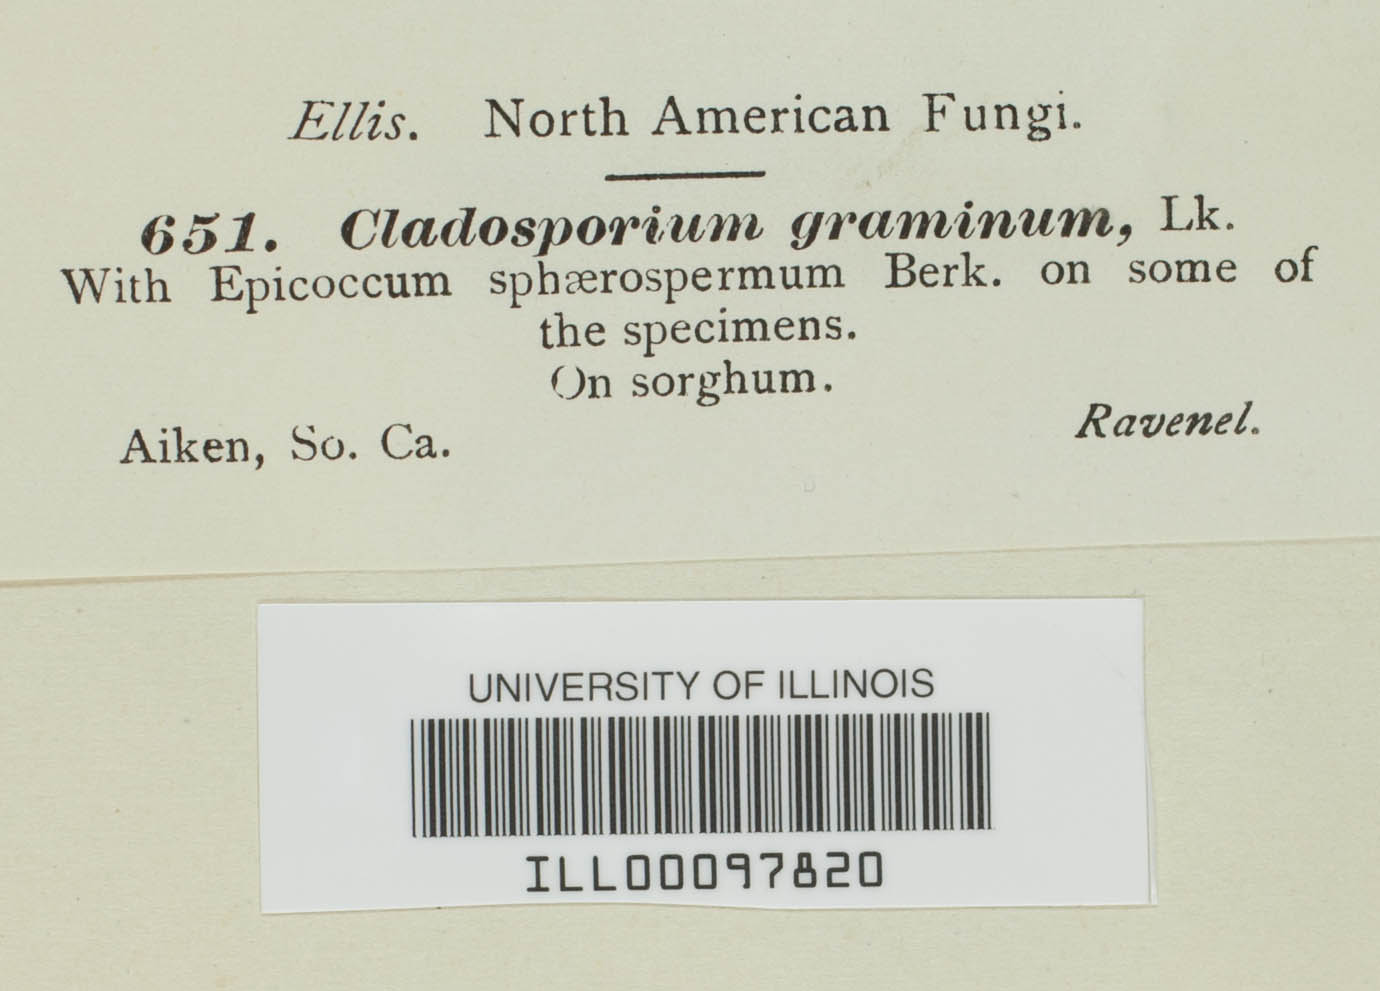 Ellis. North American Fungi.
651. Cladosporium graminum, Lk.
With Epicoccum sphærospermum Berk. on some of
the specimens.
On sorghum.
Ravenel.
Aiken, So. Ca.
UNIVERSITY OF ILLINOIS
ILL00097820